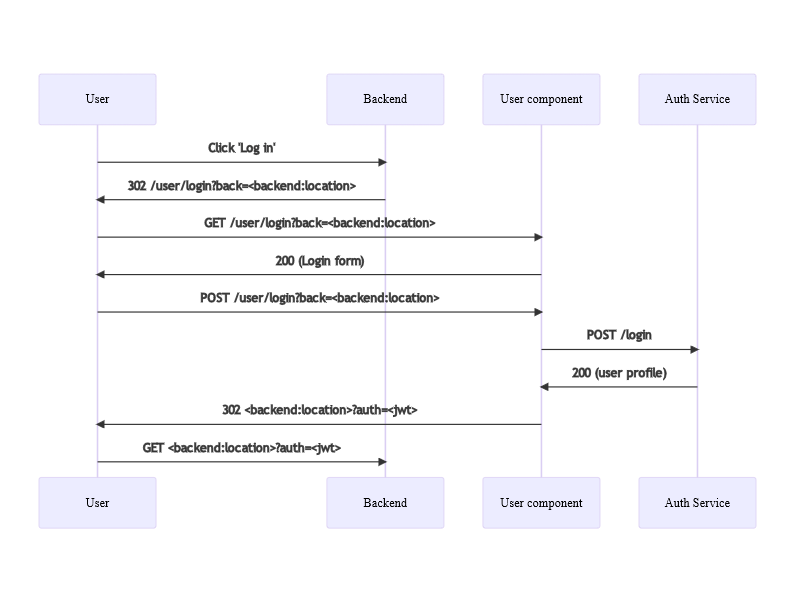 User
Backend
User component
Auth Service
Click 'Log in'
302 /user/login?back=<backend:location>
GET /user/login?back=<backend:location>
200 (Login form)
POST /user/login?back=<backend:location>
POST /login
200 (user profile)
302 <backend:location>?auth=<jwt>
GET <backend:location>?auth=<jwt>
User
Backend
User component
Auth Service